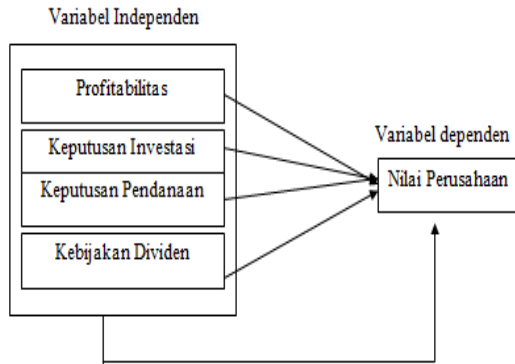 Variabel Independen
Profitabilitas
Keputusan Investasi
Keputusan Pendanaan
Kebijakan Dividen
Variabel dependen
Nilai Perusahaan